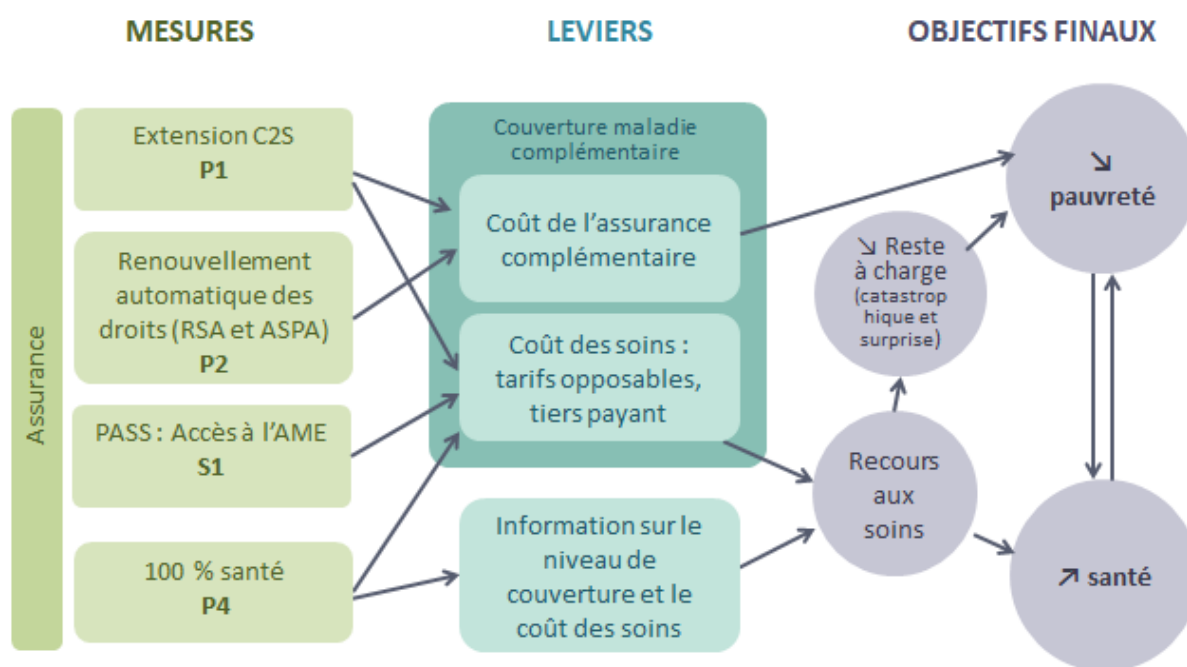 MESURES
LEVIERS
OBJECTIFS FINAUX
Assurance
Extension C2S
P1
Renouvellement
automatique des
droits (RSA et ASPA)
P2
PASS : Accès à l'AME
S1
100 % santé
P4
Couverture maladie
complémentaire
Coût de l'assurance
complémentaire
Coût des soins :
tarifs opposables,
tiers payant
Information sur le
niveau de
couverture et le
coût des soins
↘ Reste
à charge
(catastrop
hique et
surprise)
Recours
aux
soins
↘
pauvreté
↗ santé